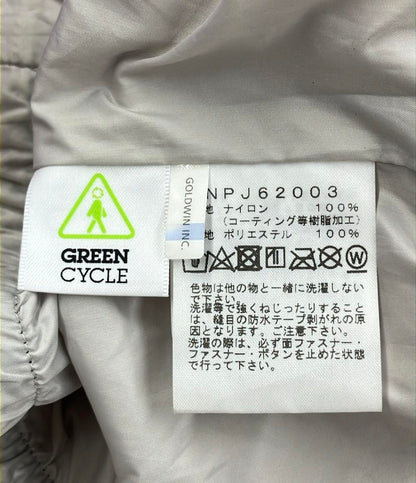 GREEN
CYCLE
GOLDWIN INC.
NPJ62003
地 ナイロン 100%
(コーティング等樹脂加工)
地 ポリエステル 100%
色物は他の物と一緒に洗濯しない
で下さい。
洗濯等で強くねじったりすること
は、縫目の防水テープ剥がれの原
因となります。ご注意下さい。
洗濯の際は、必ず面ファスナー・
ファスナー・ボタンを止めた状態
で行って下さい。